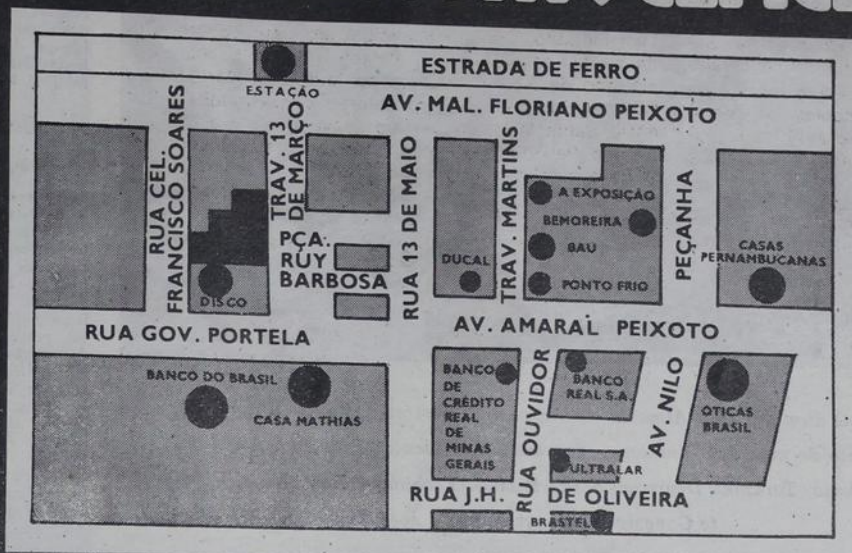 ESTRADA DE FERRO
ESTAÇÃO
AV. MAL. FLORIANO PEIXOTO
RUA CEL.
FRANCISCO SOARES
TRAV. 13
DE MARÇO
PÇA.
RUY
BARBOSA
DISCO
RUA 13 DE MAIO
DUCAL
TRAV. MARTINS
A EXPOSIÇÃO
BEMOREIRA
BAU
PONTO FRIO
PEÇANHA
CASAS
PERNAMBUCANAS
RUA GOV. PORTELA
AV. AMARAL PEIXOTO
BANCO DO BRASIL
CASA MATHIAS
BANCO
DE
CRÉDITO
REAL
DE
MINAS
GERAIS
RUA OUVIDOR
BANCO
REAL S.A.
AV. NILO
ÓTICAS
BRASIL
ULTRALAR
RUA J.H. DE OLIVEIRA
BRASTEL